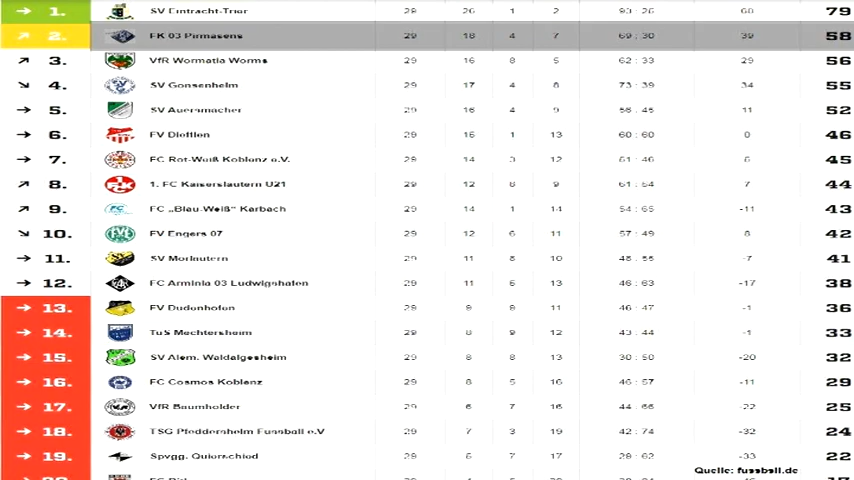 1. SV Eintracht-Trier 29 26 1 2 93 : 26 79
2. FK 03 Pirmasens 29 18 4 7 69 : 30 39 58
3. VfR Wormatia Worms 29 16 8 5 62 : 33 29 56
4. SV Gonsenheim 29 17 4 8 73 : 39 34 55
5. SV Auersmacher 29 16 4 9 56 : 45 11 52
6. FV Diefflen 29 15 1 13 60 : 60 0 46
7. FC Rot-Weiß Koblenz e.V. 29 14 3 12 45
8. 1. FC Kaiserslautern U21 29 12 8 9 61 : 54 7 44
9. FC „Blau-Weiß“ Karbach 29 14 1 14 54 : 65 -11 43
10. FV Engers 07 29 12 6 11 57 : 49 8 42
11. SV Morlautern 29 11 8 10 -7 41
12. FC Arminia 03 Ludwigshafen 29 11 5 13 46 : 63 -17 38
13. FV Dudenhofen 29 9 9 11 46 : 47 -1 36
14. TuS Mechtersheim 29 8 9 12 43 : 44 -1 33
15. SV Alem. Waldalgesheim 29 8 8 13 30 : 50 -20 32
16. FC Cosmos Koblenz 29 8 5 16 46 : 57 -11 29
17. VfR Baumholder 29 6 7 16 44 : 66 -22 25
18. TSG Pfeddersheim Fussball e.V 29 7 3 19 42 : 74 -32 24
19. Spvgg. Quierschied 29 5 7 17 29 : 62 -33 22
Quelle: fussball.de